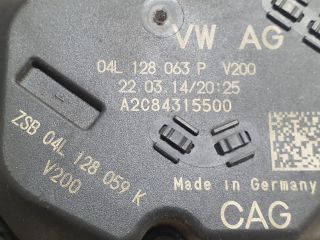 VW AG
04L 128 063 P V200
22.03.14/20:25
A2C84315500
ZSB 04L 128 059 K
V200
Made in Germany
CAG